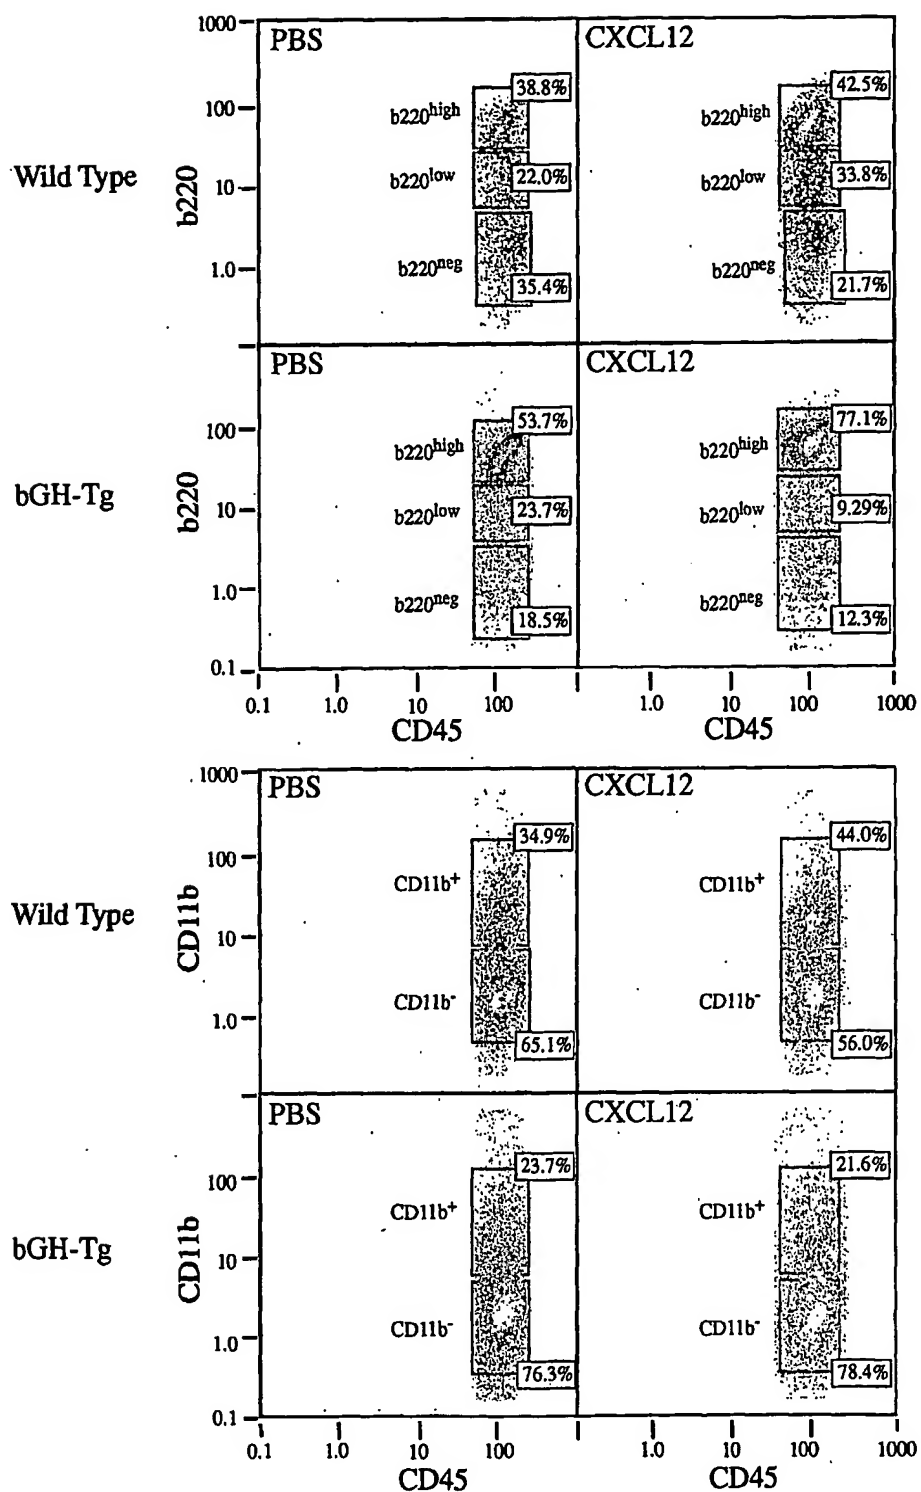 1000
PBS
CXCL12
38.8%
42.5%
100
b220high
b220high
Wild Type
b220
10
b220low
22.0%
b220low
33.8%
1.0
b220neg
35.4%
b220neg
21.7%
PBS
CXCL12
53.7%
77.1%
100
b220high
b220high
bGH-Tg
b220
10
b220low
23.7%
b220low
9.29%
1.0
b220neg
18.5%
b220neg
12.3%
0.1
0.1 1.0 10 100 1.0 10 100 1000
CD45 CD45
1000
PBS
CXCL12
34.9%
44.0%
100
CD11b+
CD11b+
Wild Type
CD11b
10
CD11b-
CD11b-
1.0
65.1%
56.0%
PBS
CXCL12
23.7%
21.6%
100
CD11b+
CD11b+
bGH-Tg
CD11b
10
CD11b-
CD11b-
1.0
76.3%
78.4%
0.1
0.1 1.0 10 100 1.0 10 100 1000
CD45 CD45